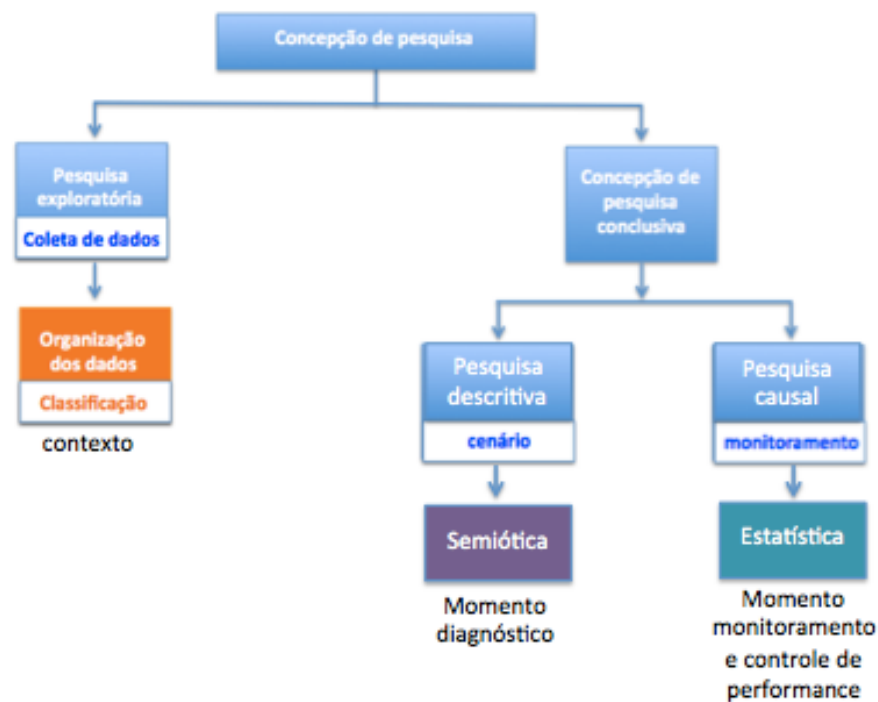 Concepção de pesquisa
Pesquisa
exploratória
Coleta de dados
Organização
dos dados
Classificação
contexto
Concepção de
pesquisa
conclusiva
Pesquisa
descritiva
cenário
Semiótica
Momento
diagnóstico
Pesquisa
causal
monitoramento
Estatística
Momento
monitoramento
e controle de
performance